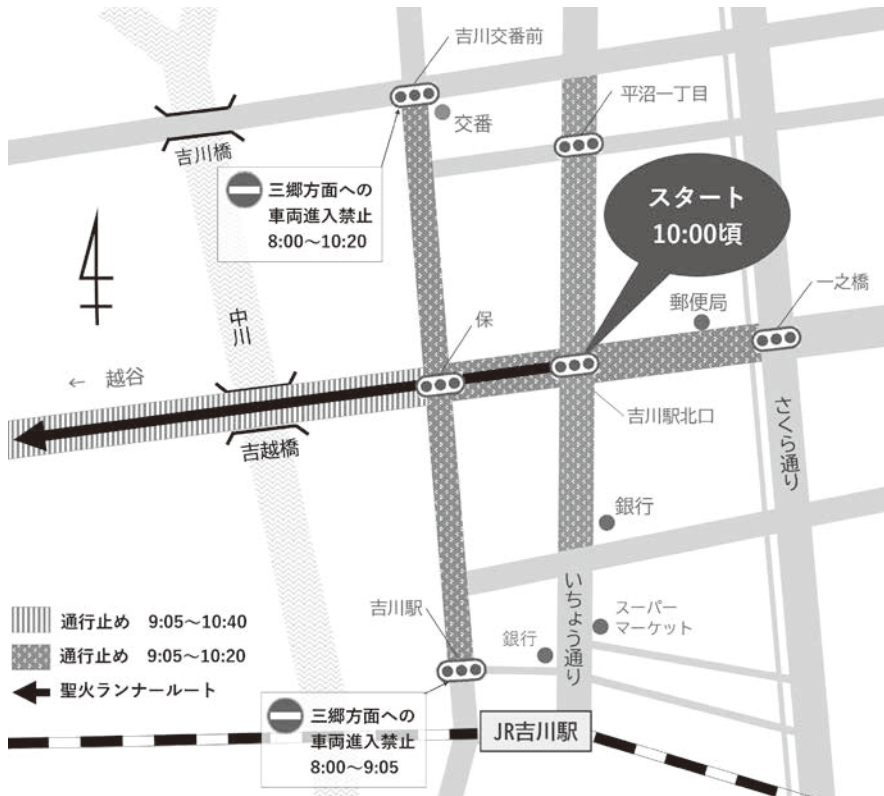 吉川交番前
平沼一丁目
交番
吉川橋
三郷方面への
車両進入禁止
8:00～10:20
スタート
10:00頃
一之橋
郵便局
中川
保
← 越谷
吉川駅北口
さくら通り
吉越橋
銀行
いちょう通り
吉川駅
スーパー
マーケット
銀行
通行止め 9:05～10:40
通行止め 9:05～10:20
聖火ランナールート
三郷方面への
車両進入禁止
8:00～9:05
JR吉川駅